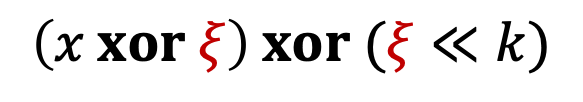 (𝑥 xor 𝜉) xor (𝜉 ≪ 𝑘)